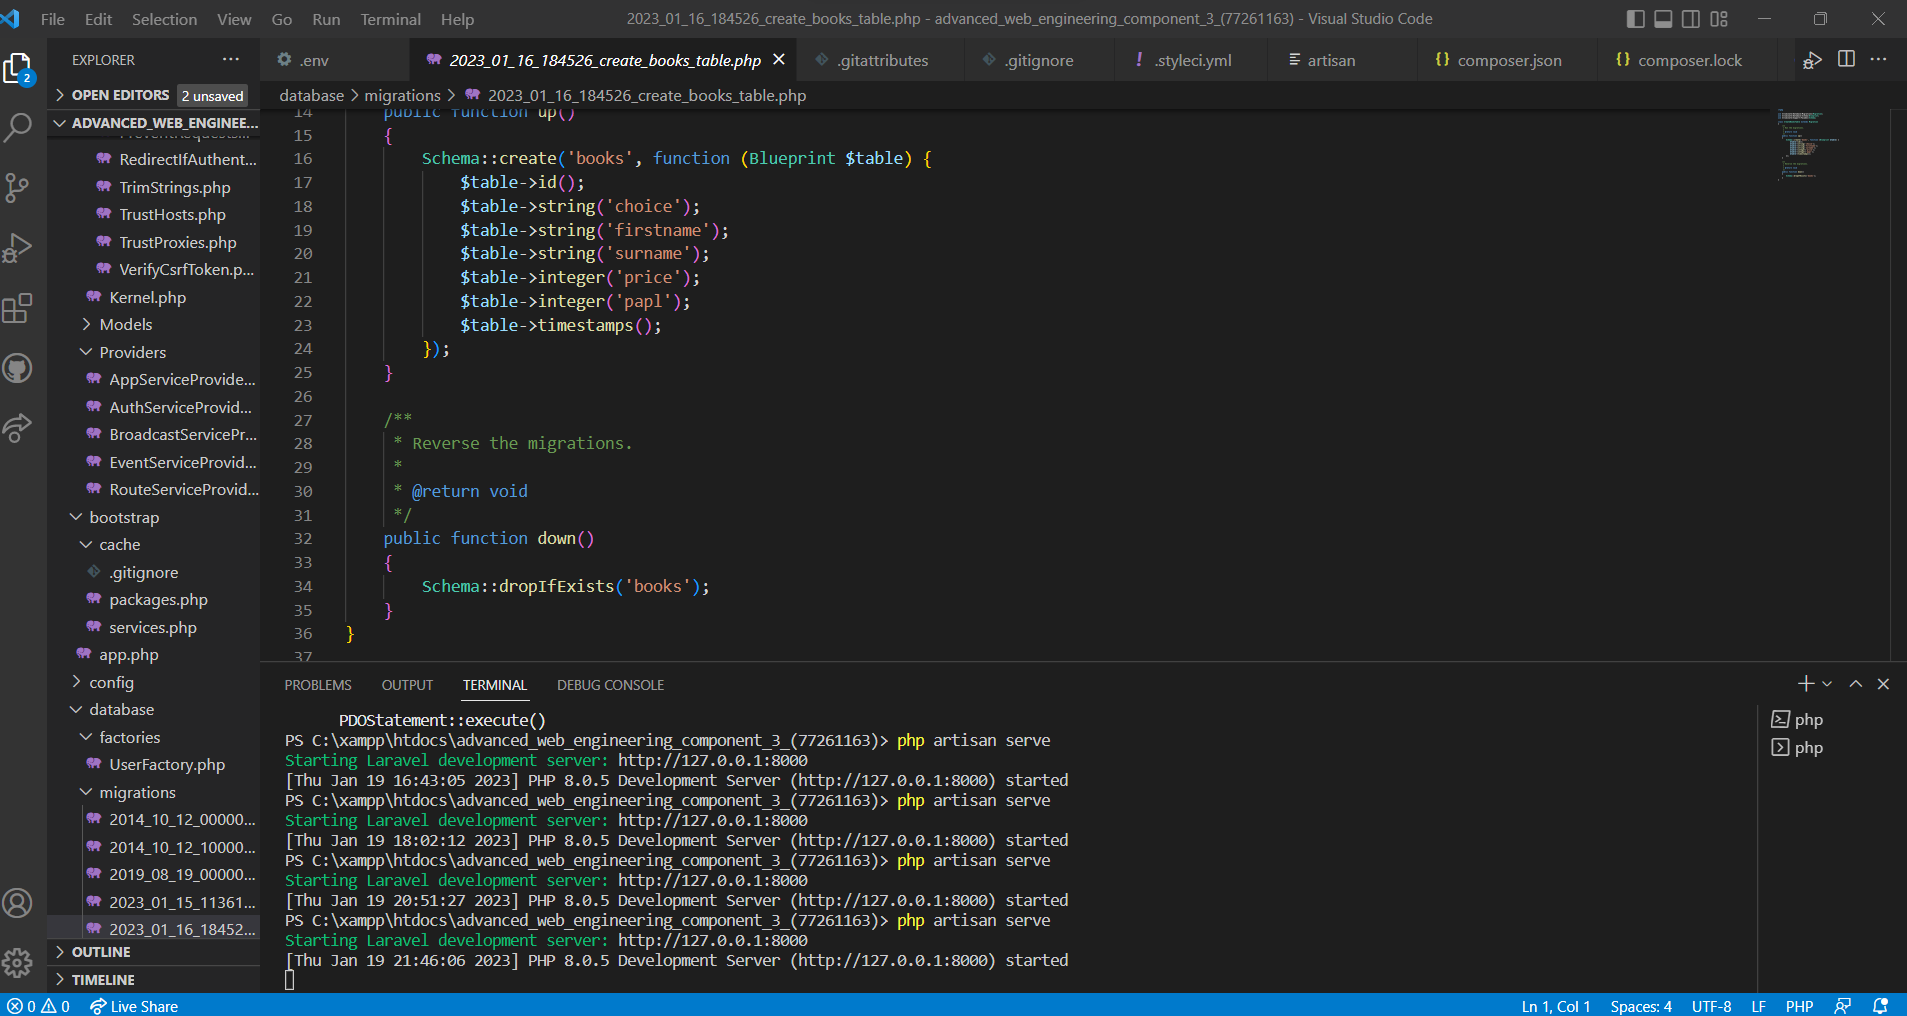 File Edit Selection View Go Run Terminal Help
2023_01_16_184526_create_books_table.php - advanced_web_engineering_component_3_(77261163) - Visual Studio Code
EXPLORER
.env
2023_01_16_184526_create_books_table.php
.gitattributes
.gitignore
.styleci.yml
artisan
composer.json
composer.lock
2
OPEN EDITORS 2 unsaved
ADVANCED_WEB_ENGINEE...
RedirectIfAuthent...
TrimStrings.php
TrustHosts.php
TrustProxies.php
VerifyCsrfToken.p...
Kernel.php
Models
Providers
AppServiceProvide...
AuthServiceProvid...
BroadcastServicePr...
EventServiceProvid...
RouteServiceProvid...
bootstrap
cache
.gitignore
packages.php
services.php
app.php
config
database
factories
UserFactory.php
migrations
2014_10_12_00000...
2014_10_12_10000...
2019_08_19_00000...
2023_01_15_11361...
2023_01_16_18452...
OUTLINE
TIMELINE
database > migrations > 2023_01_16_184526_create_books_table.php
14 public function up()
15 {
16 Schema::create('books', function (Blueprint $table) {
17 $table->id();
18 $table->string('choice');
19 $table->string('firstname');
20 $table->string('surname');
21 $table->integer('price');
22 $table->integer('papl');
23 $table->timestamps();
24 });
25 }
26
27 /**
28 * Reverse the migrations.
29 *
30 * @return void
31 */
32 public function down()
33 {
34 Schema::dropIfExists('books');
35 }
36 }
37
PROBLEMS OUTPUT TERMINAL DEBUG CONSOLE
PDOStatement::execute()
PS C:\xampp\htdocs\advanced_web_engineering_component_3_(77261163)> php artisan serve
Starting Laravel development server: http://127.0.0.1:8000
[Thu Jan 19 16:43:05 2023] PHP 8.0.5 Development Server (http://127.0.0.1:8000) started
PS C:\xampp\htdocs\advanced_web_engineering_component_3_(77261163)> php artisan serve
Starting Laravel development server: http://127.0.0.1:8000
[Thu Jan 19 18:02:12 2023] PHP 8.0.5 Development Server (http://127.0.0.1:8000) started
PS C:\xampp\htdocs\advanced_web_engineering_component_3_(77261163)> php artisan serve
Starting Laravel development server: http://127.0.0.1:8000
[Thu Jan 19 20:51:27 2023] PHP 8.0.5 Development Server (http://127.0.0.1:8000) started
PS C:\xampp\htdocs\advanced_web_engineering_component_3_(77261163)> php artisan serve
Starting Laravel development server: http://127.0.0.1:8000
[Thu Jan 19 21:46:06 2023] PHP 8.0.5 Development Server (http://127.0.0.1:8000) started
php
php
0 0 Live Share
Ln 1, Col 1 Spaces: 4 UTF-8 LF PHP